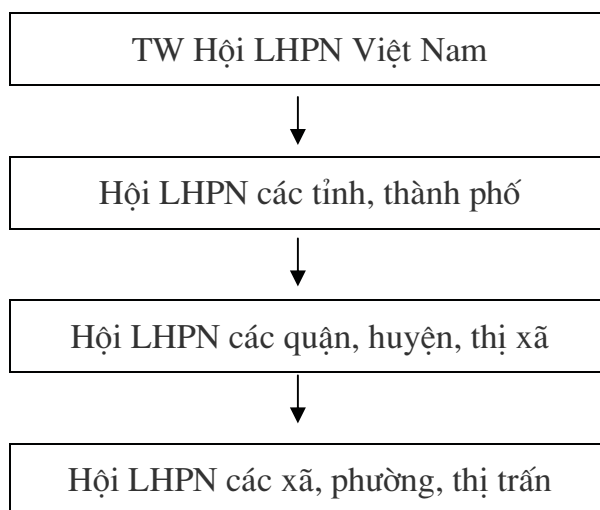 TW Hội LHPN Việt Nam
Hội LHPN các tỉnh, thành phố
Hội LHPN các quận, huyện, thị xã
Hội LHPN các xã, phường, thị trấn